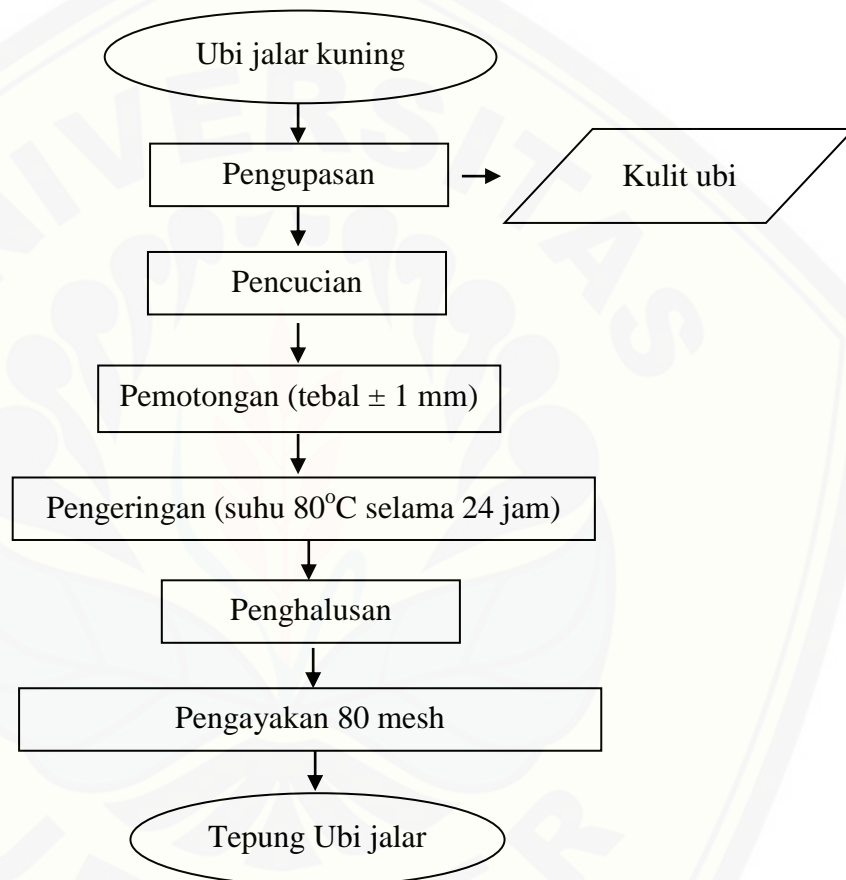 Ubi jalar kuning
Pengupasan
Kulit ubi
Pencucian
Pemotongan (tebal ± 1 mm)
Pengeringan (suhu 80°C selama 24 jam)
Penghalusan
Pengayakan 80 mesh
Tepung Ubi jalar